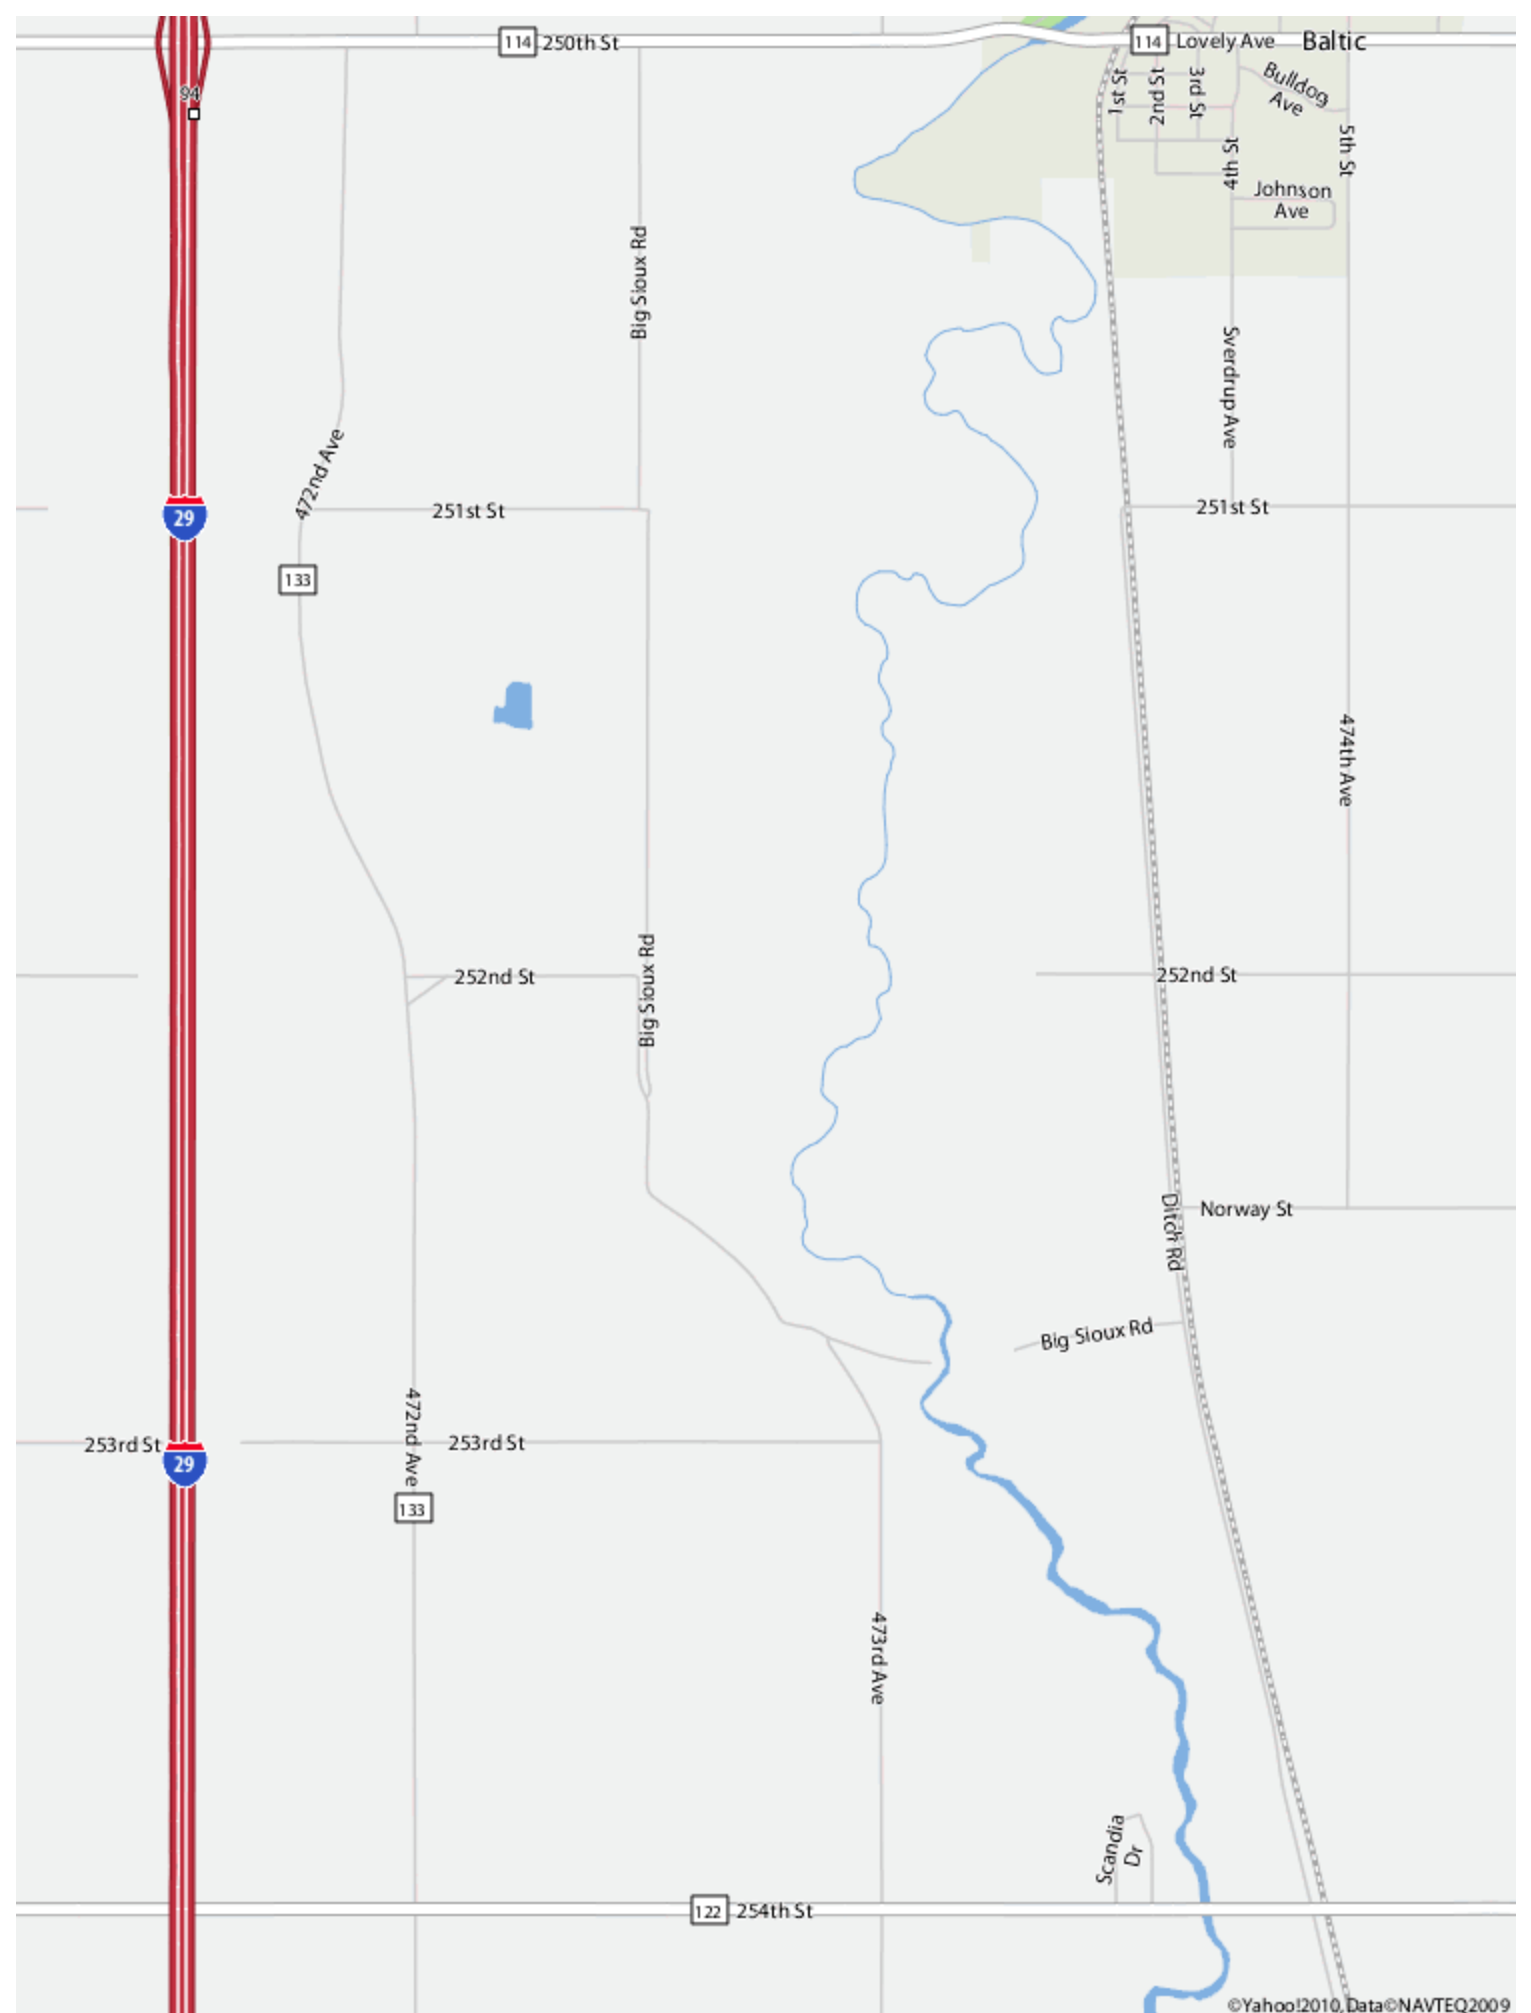 114 250th St
114 Lovely Ave Baltic
94
1st St
2nd St
3rd St
Bulldog
Ave
4th St
5th St
Johnson
Ave
Big Sioux Rd
Sverdrup Ave
472nd Ave
29
251st St
251st St
133
474th Ave
252nd St
Big Sioux Rd
252nd St
Ditch Rd
Norway St
Big Sioux Rd
472nd Ave
253rd St
29
253rd St
133
473rd Ave
Scandia
Dr
122 254th St
©Yahoo!2010, Data©NAVTEQ2009